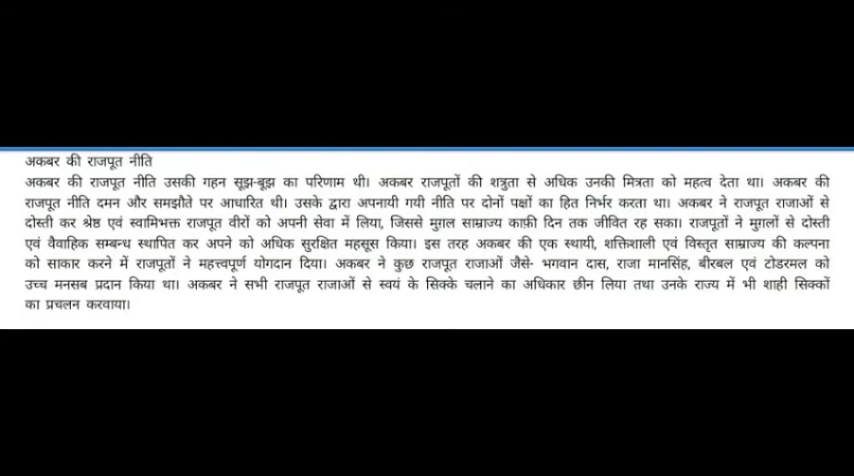 अकबर की राजपूत नीति
अकबर की राजपूत नीति उसकी गहन सूझ-बूझ का परिणाम थी। अकबर राजपूतों की शत्रुता से अधिक उनकी मित्रता को महत्व देता था। अकबर की
राजपूत नीति दमन और समझौते पर आधारित थी। उसके द्वारा अपनायी गयी नीति पर दोनों पक्षों का हित निर्भर करता था। अकबर ने राजपूत राजाओं से
दोस्ती कर श्रेष्ठ एवं स्वामिभक्त राजपूत वीरों को अपनी सेवा में लिया, जिससे मुग़ल साम्राज्य काफ़ी दिन तक जीवित रह सका। राजपूतों ने मुग़लों से दोस्ती
एवं वैवाहिक सम्बन्ध स्थापित कर अपने को अधिक सुरक्षित महसूस किया। इस तरह अकबर की एक स्थायी, शक्तिशाली एवं विस्तृत साम्राज्य की कल्पना
को साकार करने में राजपूतों ने महत्त्वपूर्ण योगदान दिया। अकबर ने कुछ राजपूत राजाओं जैसे- भगवान दास, राजा मानसिंह, बीरबल एवं टोडरमल को
उच्च मनसब प्रदान किया था। अकबर ने सभी राजपूत राजाओं से स्वयं के सिक्के चलाने का अधिकार छीन लिया तथा उनके राज्य में भी शाही सिक्कों
का प्रचलन करवाया।